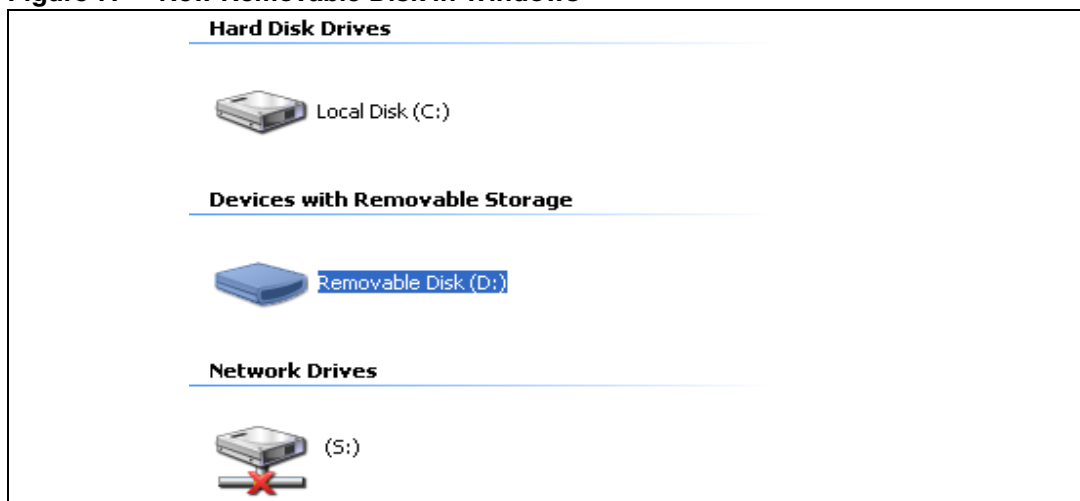 Hard Disk Drives
Local Disk (C:)
Devices with Removable Storage
Removable Disk (D:)
Network Drives
(S:)